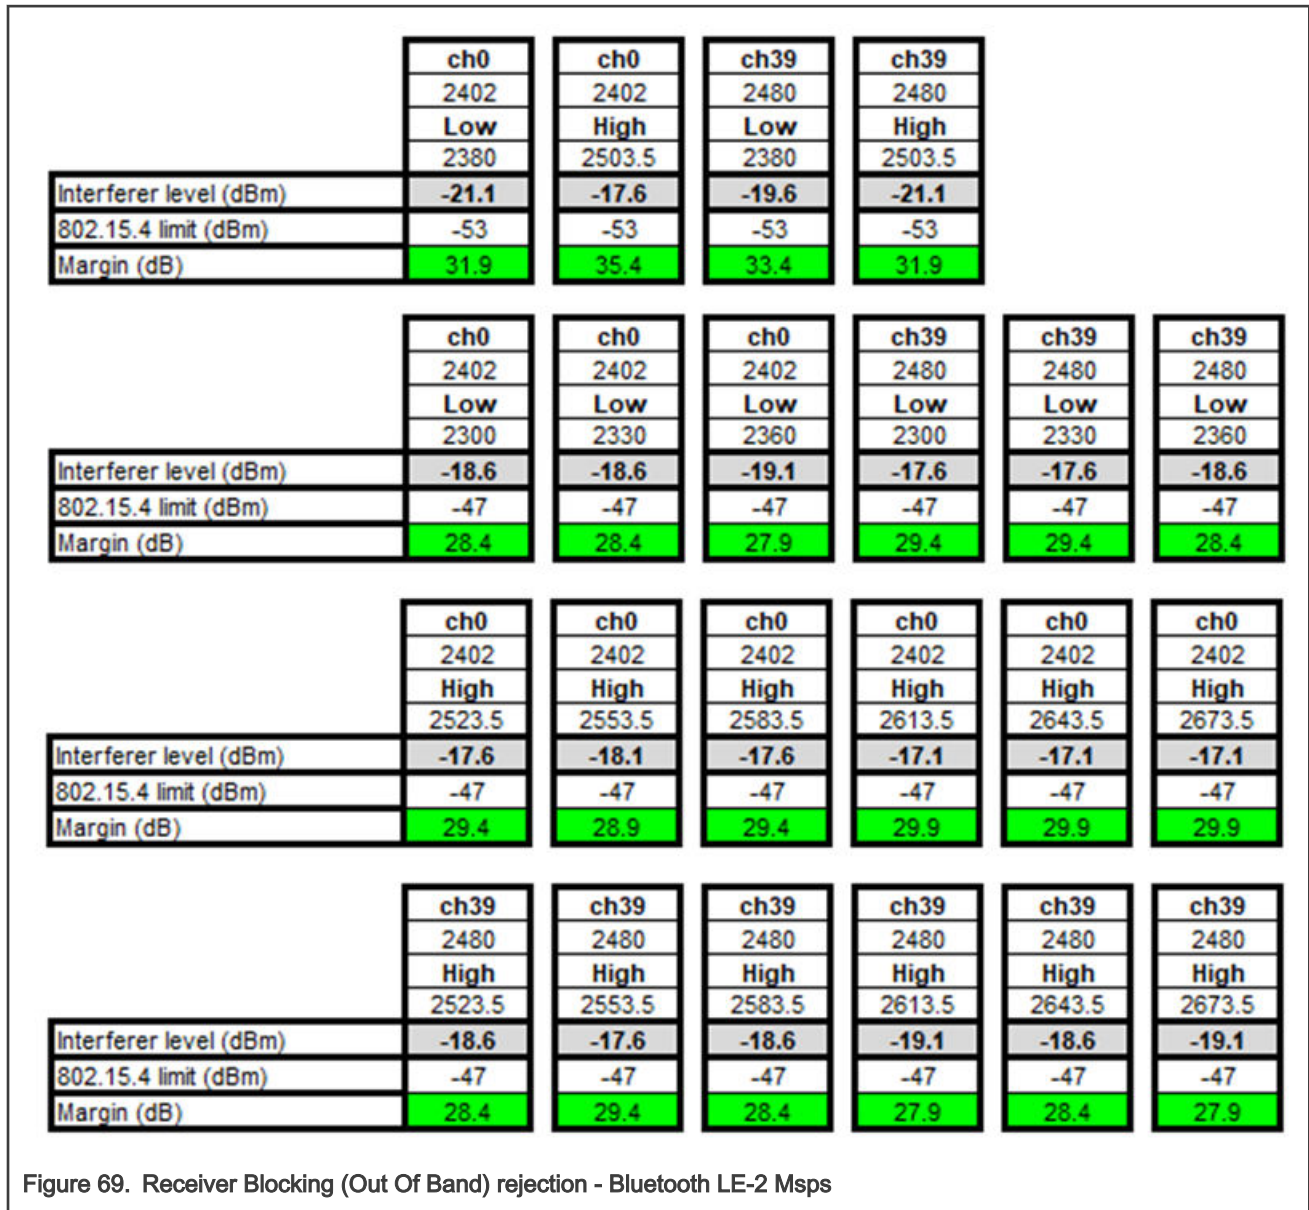 ch0 ch0 ch39 ch39
2402 2402 2480 2480
Low High Low High
2380 2503.5 2380 2503.5
Interferer level (dBm) -21.1 -17.6 -19.6 -21.1
802.15.4 limit (dBm) -53 -53 -53 -53
Margin (dB) 31.9 35.4 33.4 31.9
ch0 ch0 ch0 ch39 ch39 ch39
2402 2402 2402 2480 2480 2480
Low Low Low Low Low Low
2300 2330 2360 2300 2330 2360
Interferer level (dBm) -18.6 -18.6 -19.1 -17.6 -17.6 -18.6
802.15.4 limit (dBm) -47 -47 -47 -47 -47 -47
Margin (dB) 28.4 28.4 27.9 29.4 29.4 28.4
ch0 ch0 ch0 ch0 ch0 ch0
2402 2402 2402 2402 2402 2402
High High High High High High
2523.5 2553.5 2583.5 2613.5 2643.5 2673.5
Interferer level (dBm) -17.6 -18.1 -17.6 -17.1 -17.1 -17.1
802.15.4 limit (dBm) -47 -47 -47 -47 -47 -47
Margin (dB) 29.4 28.9 29.4 29.9 29.9 29.9
ch39 ch39 ch39 ch39 ch39 ch39
2480 2480 2480 2480 2480 2480
High High High High High High
2523.5 2553.5 2583.5 2613.5 2643.5 2673.5
Interferer level (dBm) -18.6 -17.6 -18.6 -19.1 -18.6 -19.1
802.15.4 limit (dBm) -47 -47 -47 -47 -47 -47
Margin (dB) 28.4 29.4 28.4 27.9 28.4 27.9
Figure 69. Receiver Blocking (Out Of Band) rejection - Bluetooth LE-2 Msps